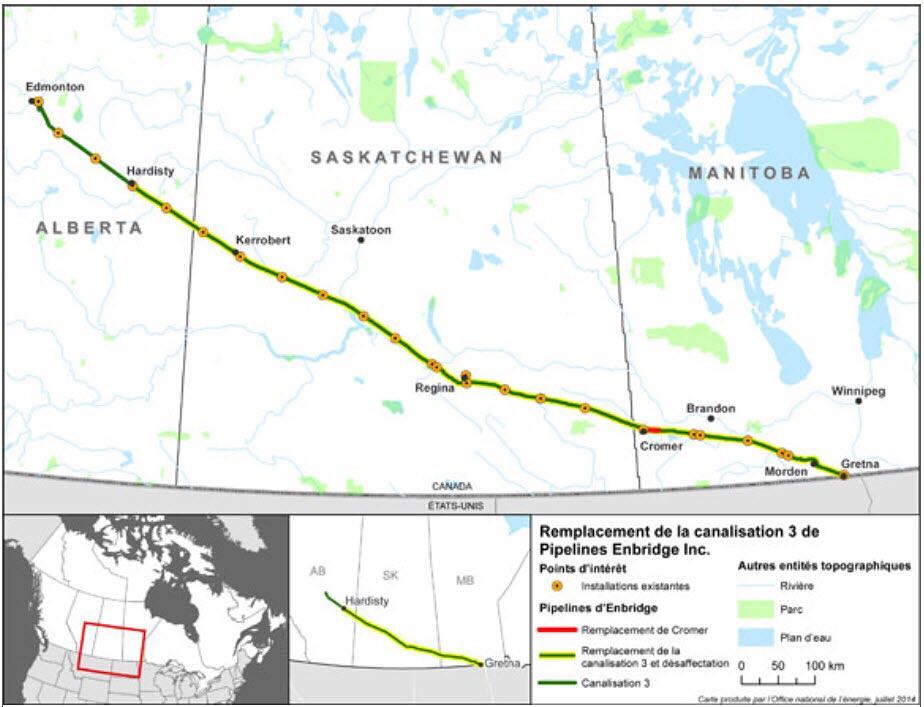 Edmonton
Hardisty
ALBERTA
SASKATCHEWAN
MANITOBA
Kerrobert
Saskatoon
Regina
Winnipeg
Brandon
Cromer
Morden
Gretna
CANADA
ÉTATS-UNIS
AB
SK
MB
Hardisty
Gretna
Remplacement de la canalisation 3 de
Pipelines Enbridge Inc.
Points d'intérêt
Installations existantes
Pipelines d'Enbridge
Remplacement de Cromer
Remplacement de la
canalisation 3 et désaffectation
Canalisation 3
Autres entités topographiques
Rivière
Parc
Plan d'eau
0 50 100 km
Carte produite par l'Office national de l'énergie, juillet 2014